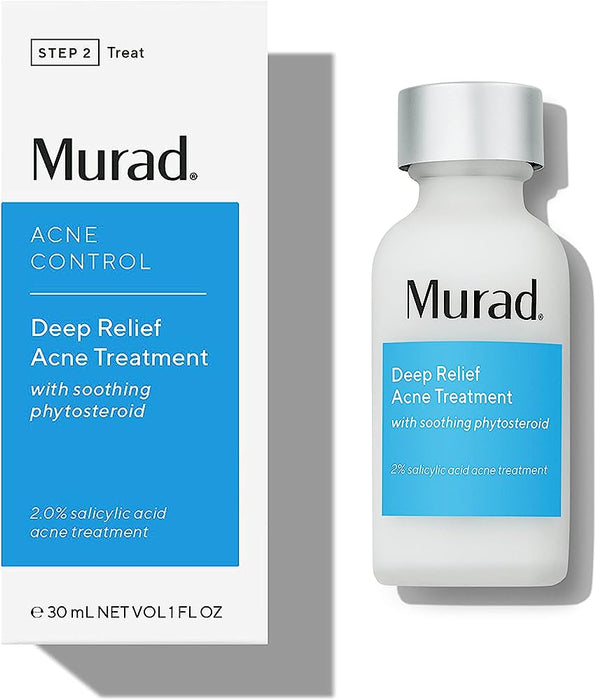 STEP 2 Treat
Murad®
ACNE
CONTROL
Deep Relief
Acne Treatment
with soothing
phytosteroid
2.0% salicylic acid
acne treatment
℮ 30 mL NET VOL 1 FL OZ
Murad®
Deep Relief
Acne Treatment
with soothing phytosteroid
2% salicylic acid acne treatment